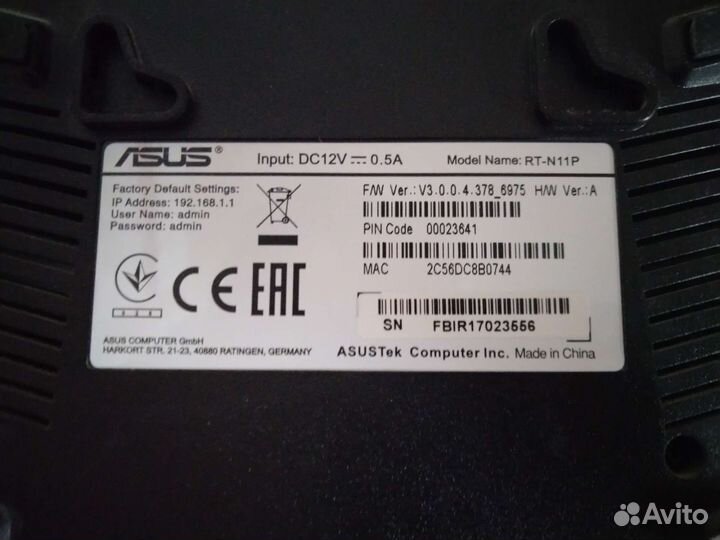 ASUS® Input: DC12V ⎓ 0.5A Model Name: RT-N11P
Factory Default Settings:
IP Address: 192.168.1.1
User Name: admin
Password: admin
F/W Ver.: V3.0.0.4.378_6975 H/W Ver.: A
PIN Code 00023641
MAC 2C56DC8B0744
CE EAC
SN FBIR17023556
ASUS COMPUTER GmbH
HARKORT STR. 21-23, 40880 RATINGEN, GERMANY
ASUSTek Computer Inc. Made in China
Avito